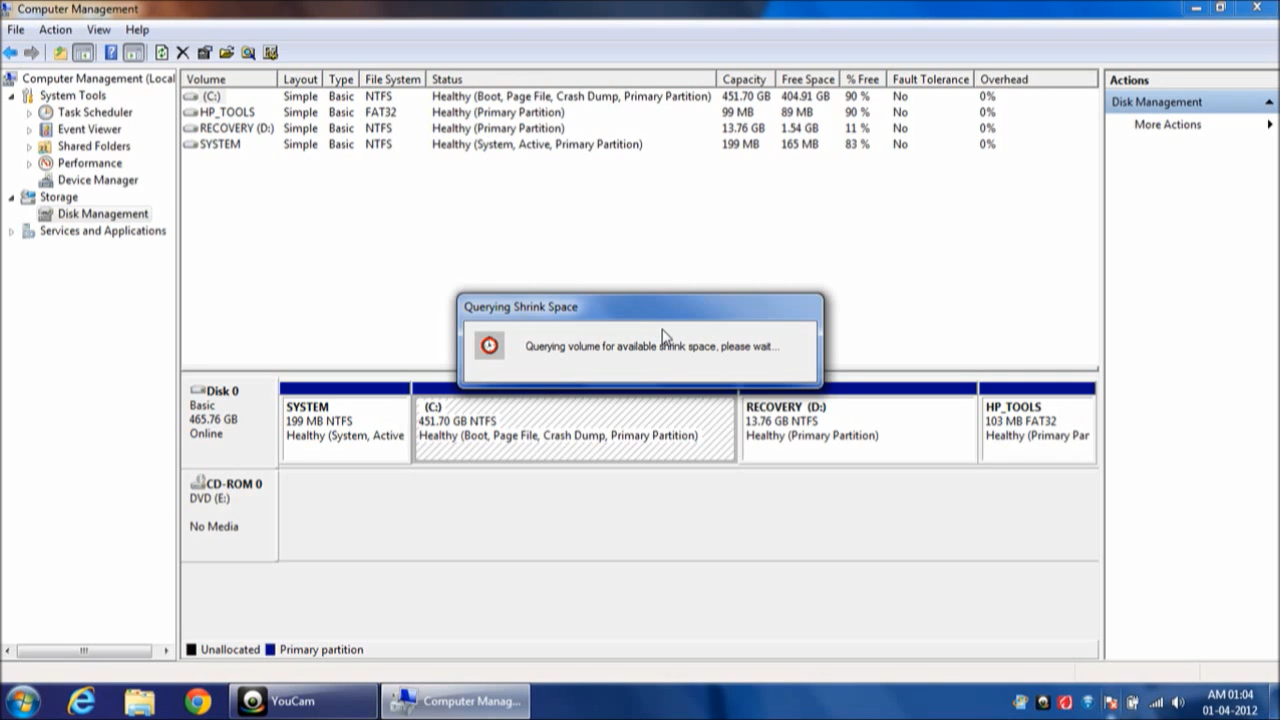 Computer Management
File Action View Help
Computer Management (Local
System Tools
Task Scheduler
Event Viewer
Shared Folders
Performance
Device Manager
Storage
Disk Management
Services and Applications
Volume Layout Type File System Status Capacity Free Space % Free Fault Tolerance Overhead
(C:) Simple Basic NTFS Healthy (Boot, Page File, Crash Dump, Primary Partition) 451.70 GB 404.91 GB 90 % No 0%
HP_TOOLS Simple Basic FAT32 Healthy (Primary Partition) 99 MB 89 MB 90 % No 0%
RECOVERY (D:) Simple Basic NTFS Healthy (Primary Partition) 13.76 GB 1.54 GB 11 % No 0%
SYSTEM Simple Basic NTFS Healthy (System, Active, Primary Partition) 199 MB 165 MB 83 % No 0%
Actions
Disk Management
More Actions
Querying Shrink Space
Querying volume for available shrink space, please wait...
Disk 0
Basic
465.76 GB
Online
SYSTEM
199 MB NTFS
Healthy (System, Active
(C:)
451.70 GB NTFS
Healthy (Boot, Page File, Crash Dump, Primary Partition)
RECOVERY (D:)
13.76 GB NTFS
Healthy (Primary Partition)
HP_TOOLS
103 MB FAT32
Healthy (Primary Par
CD-ROM 0
DVD (E:)
No Media
Unallocated Primary partition
YouCam
Computer Manag...
AM 01:04
01-04-2012